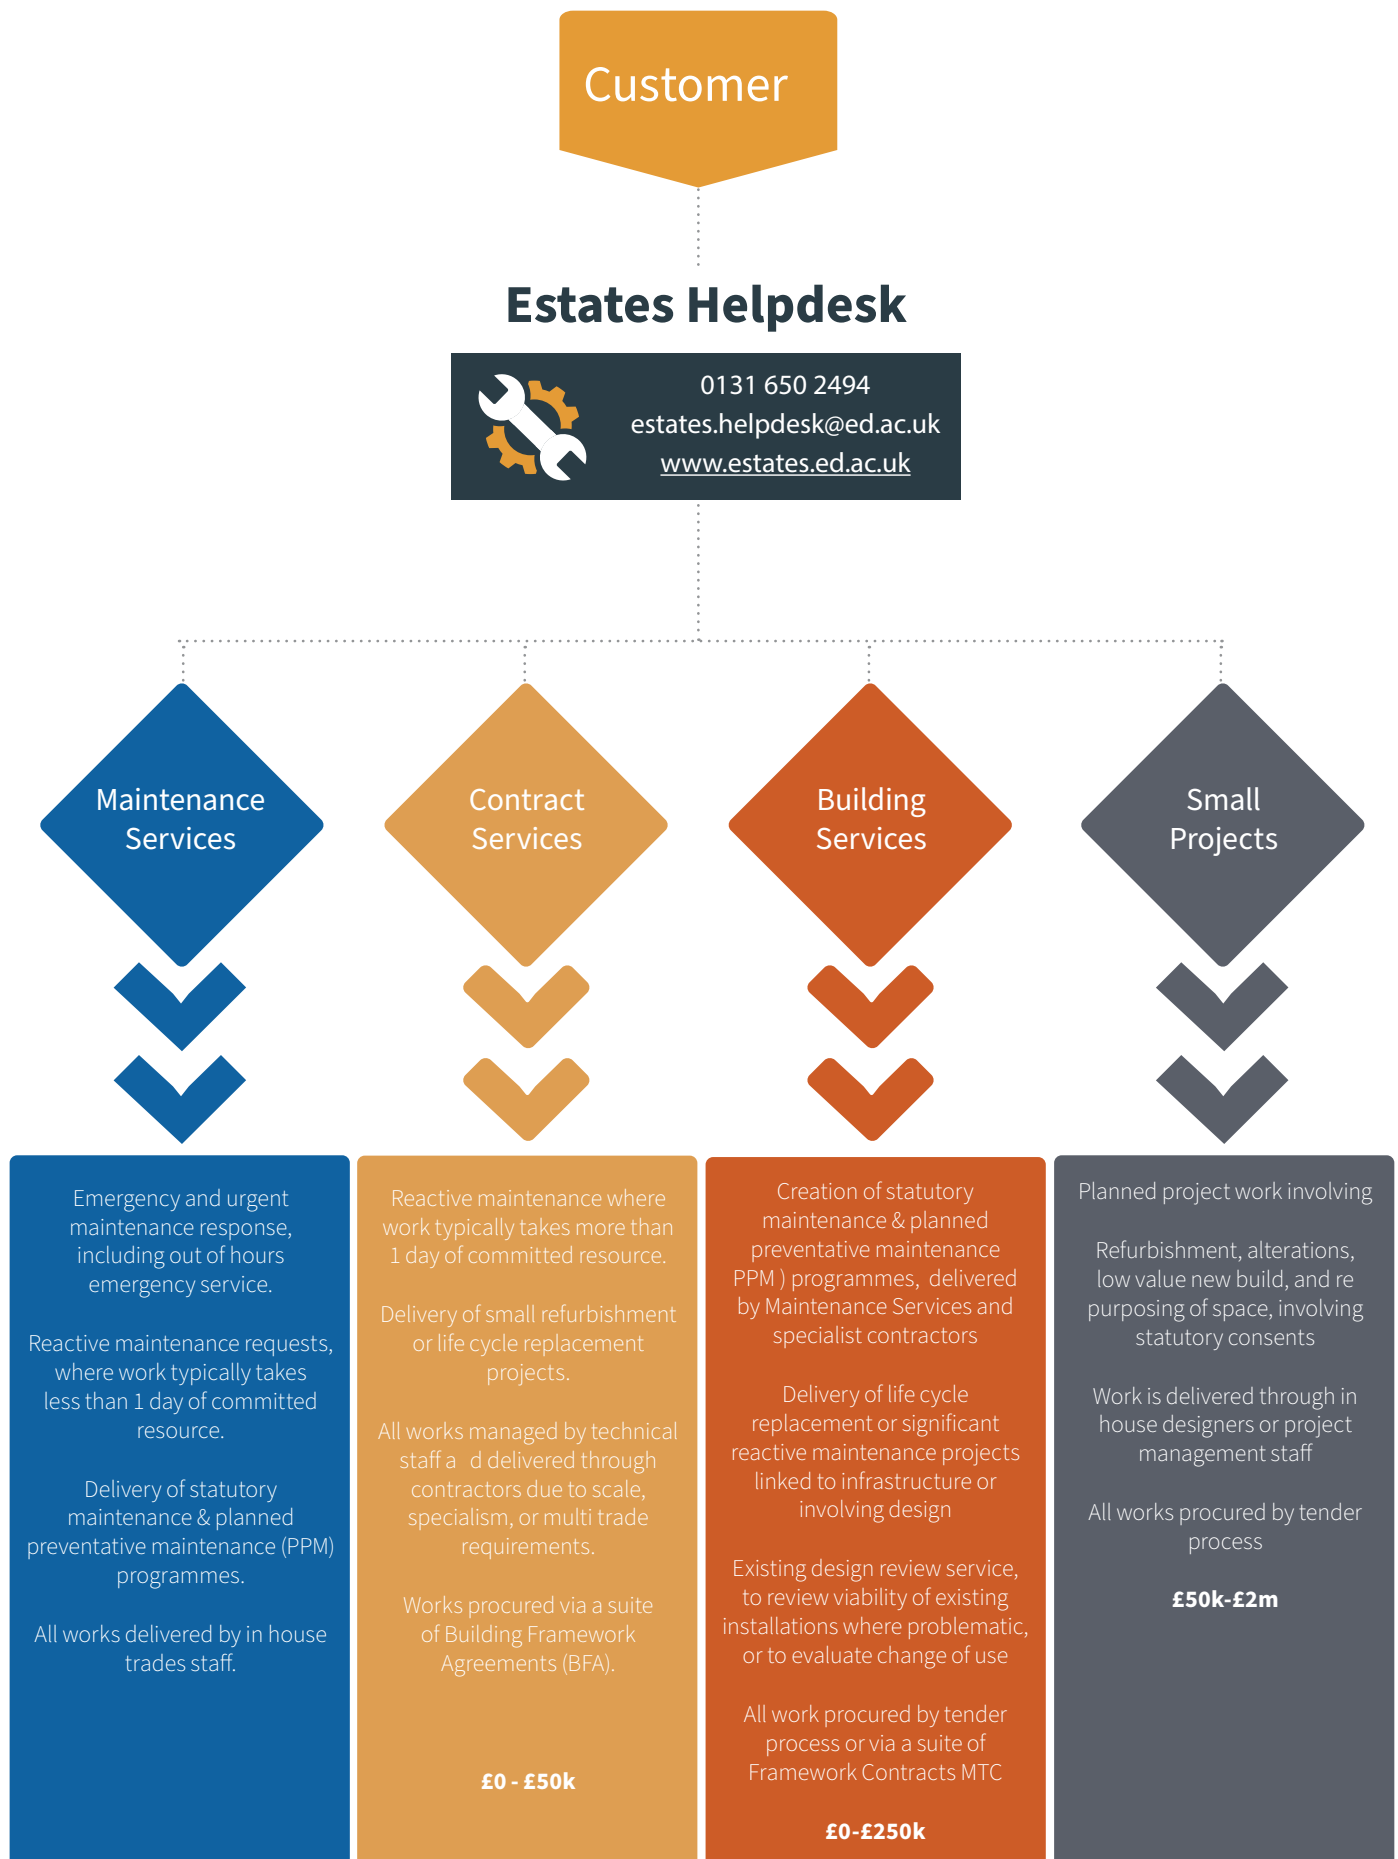 Customer
Estates Helpdesk
0131 650 2494
estates.helpdesk@ed.ac.uk
www.estates.ed.ac.uk
Maintenance
Services
Contract
Services
Building
Services
Small
Projects
Emergency and urgent
maintenance response,
including out of hours
emergency service.
Reactive maintenance requests,
where work typically takes
less than 1 day of committed
resource.
Delivery of statutory
maintenance & planned
preventative maintenance (PPM)
programmes.
All works delivered by in house
trades staff.
Reactive maintenance where
work typically takes more than
1 day of committed resource.
Delivery of small refurbishment
or life cycle replacement
projects.
All works managed by technical
staff a d delivered through
contractors due to scale,
specialism, or multi trade
requirements.
Works procured via a suite
of Building Framework
Agreements (BFA).
£0 - £50k
Creation of statutory
maintenance & planned
preventative maintenance
PPM ) programmes, delivered
by Maintenance Services and
specialist contractors
Delivery of life cycle
replacement or significant
reactive maintenance projects
linked to infrastructure or
involving design
Existing design review service,
to review viability of existing
installations where problematic,
or to evaluate change of use
All work procured by tender
process or via a suite of
Framework Contracts MTC
£0-£250k
Planned project work involving
Refurbishment, alterations,
low value new build, and re
purposing of space, involving
statutory consents
Work is delivered through in
house designers or project
management staff
All works procured by tender
process
£50k-£2m